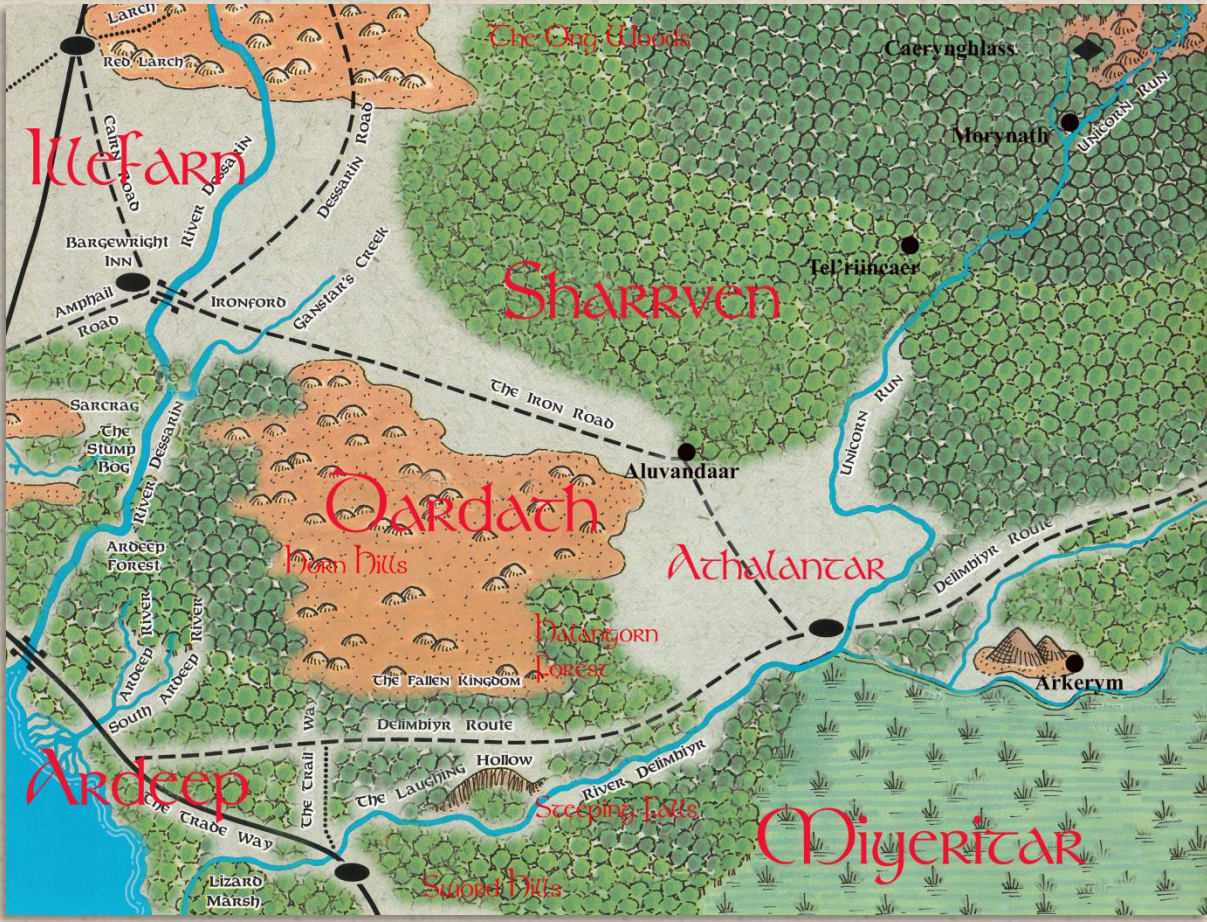 Larch
Red Larch
The Ong Woods
Caerynghlass
Unicorn Run
Morynath
Illefarn
Cairn Road
River Dessarin
Dessarin Road
Bargewright
Inn
Tel'riincaer
Sharrven
Amphail
Road
Ironford
Ganstar's Creek
The Iron Road
Unicorn Run
Sarcrag
The
Stump
Bog
River Dessarin
Aluvandaar
Dardath
Horn Hills
Ardeep
Forest
Athalantar
Delimbiyr Route
Ardeep River
South Ardeep River
Halangorn
Forest
The Fallen Kingdom
Arkerym
Delimbiyr Route
The Trail Way
Ardeep
The Trade Way
The Laughing Hollow
River Delimbiyr
Steeping Falls
Miyeritar
Lizard
Marsh
Sword Hills